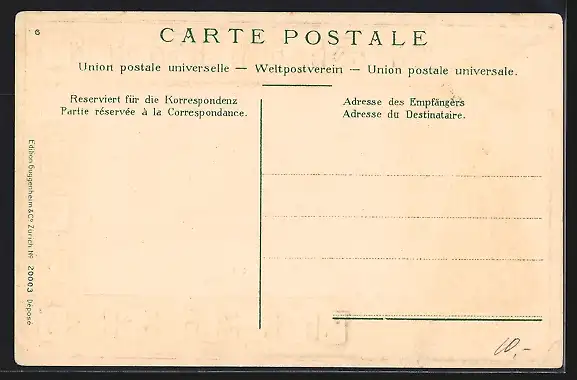 6
CARTE POSTALE
Union postale universelle — Weltpostverein — Union postale universale.
Reserviert für die Korrespondenz
Partie réservée à la Correspondance.
Adresse des Empfängers
Adresse du Destinataire.
Edition Guggenheim & Co Zürich. No 20003 Déposé
10,-